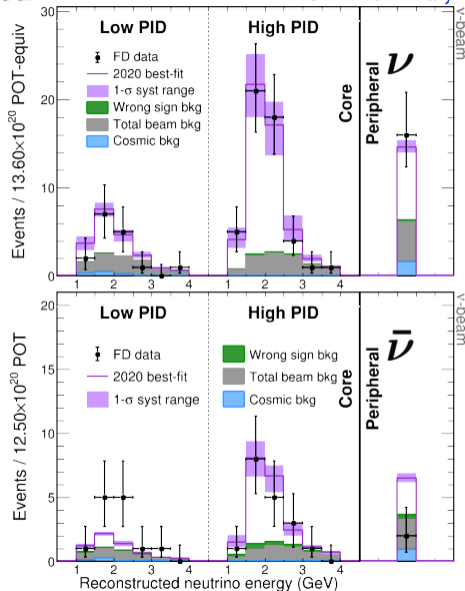 Low PID High PID
FD data
2020 best-fit
1-σ syst range
Wrong sign bkg
Total beam bkg
Cosmic bkg
Core
Peripheral
ν
ν-beam
Events / 13.60×10²⁰ POT-equiv
30
20
10
0
1 2 3 4 1 2 3 4
Low PID High PID
FD data
2020 best-fit
1-σ syst range
Wrong sign bkg
Total beam bkg
Cosmic bkg
Core
Peripheral
ν̄
ν̄-beam
Events / 12.50×10²⁰ POT
20
15
10
5
0
1 2 3 4 1 2 3 4
Reconstructed neutrino energy (GeV)